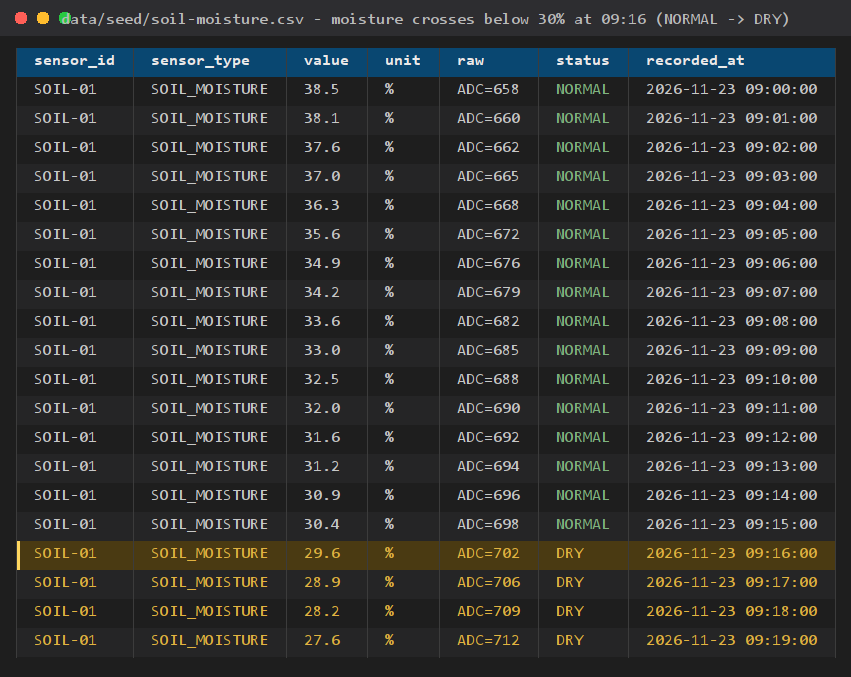 data/seed/soil-moisture.csv - moisture crosses below 30% at 09:16 (NORMAL -> DRY)
sensor_id sensor_type value unit raw status recorded_at
SOIL-01 SOIL_MOISTURE 38.5 % ADC=658 NORMAL 2026-11-23 09:00:00
SOIL-01 SOIL_MOISTURE 38.1 % ADC=660 NORMAL 2026-11-23 09:01:00
SOIL-01 SOIL_MOISTURE 37.6 % ADC=662 NORMAL 2026-11-23 09:02:00
SOIL-01 SOIL_MOISTURE 37.0 % ADC=665 NORMAL 2026-11-23 09:03:00
SOIL-01 SOIL_MOISTURE 36.3 % ADC=668 NORMAL 2026-11-23 09:04:00
SOIL-01 SOIL_MOISTURE 35.6 % ADC=672 NORMAL 2026-11-23 09:05:00
SOIL-01 SOIL_MOISTURE 34.9 % ADC=676 NORMAL 2026-11-23 09:06:00
SOIL-01 SOIL_MOISTURE 34.2 % ADC=679 NORMAL 2026-11-23 09:07:00
SOIL-01 SOIL_MOISTURE 33.6 % ADC=682 NORMAL 2026-11-23 09:08:00
SOIL-01 SOIL_MOISTURE 33.0 % ADC=685 NORMAL 2026-11-23 09:09:00
SOIL-01 SOIL_MOISTURE 32.5 % ADC=688 NORMAL 2026-11-23 09:10:00
SOIL-01 SOIL_MOISTURE 32.0 % ADC=690 NORMAL 2026-11-23 09:11:00
SOIL-01 SOIL_MOISTURE 31.6 % ADC=692 NORMAL 2026-11-23 09:12:00
SOIL-01 SOIL_MOISTURE 31.2 % ADC=694 NORMAL 2026-11-23 09:13:00
SOIL-01 SOIL_MOISTURE 30.9 % ADC=696 NORMAL 2026-11-23 09:14:00
SOIL-01 SOIL_MOISTURE 30.4 % ADC=698 NORMAL 2026-11-23 09:15:00
SOIL-01 SOIL_MOISTURE 29.6 % ADC=702 DRY 2026-11-23 09:16:00
SOIL-01 SOIL_MOISTURE 28.9 % ADC=706 DRY 2026-11-23 09:17:00
SOIL-01 SOIL_MOISTURE 28.2 % ADC=709 DRY 2026-11-23 09:18:00
SOIL-01 SOIL_MOISTURE 27.6 % ADC=712 DRY 2026-11-23 09:19:00